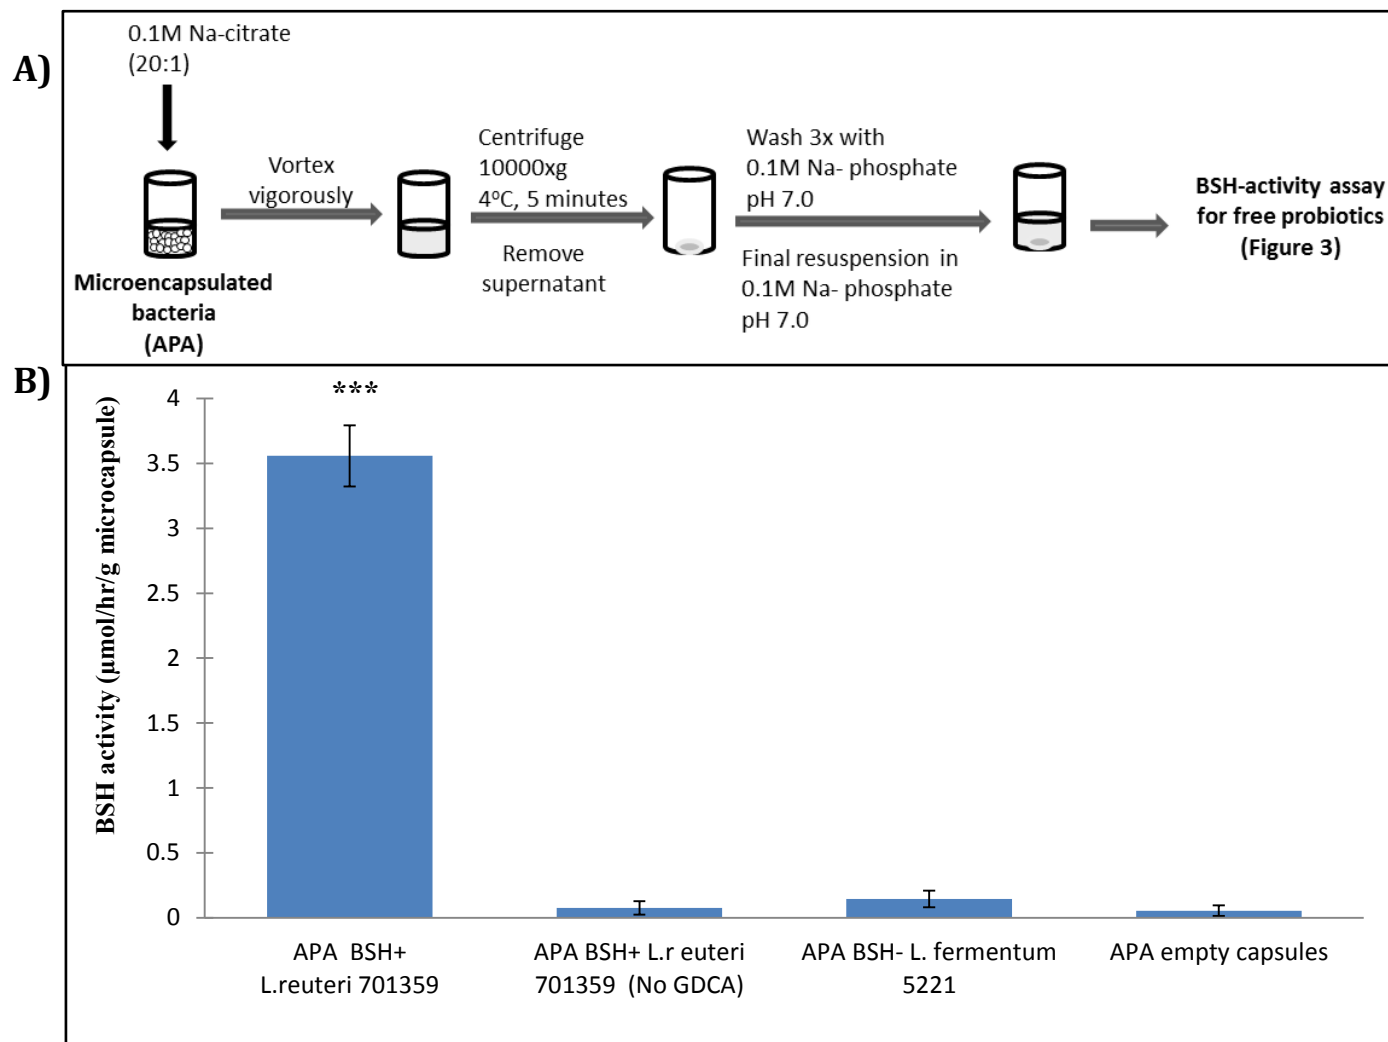 A)
0.1M Na-citrate
(20:1)
Vortex
vigorously
Centrifuge
10000xg
4°C, 5 minutes
Remove
supernatant
Wash 3x with
0.1M Na- phosphate
pH 7.0
Final resuspension in
0.1M Na- phosphate
pH 7.0
BSH-activity assay
for free probiotics
(Figure 3)
Microencapsulated
bacteria
(APA)
B)
BSH activity (µmol/hr/g microcapsule)
4
3.5
3
2.5
2
1.5
1
0.5
0
***
APA BSH+
L.reuteri 701359
APA BSH+ L.r euteri
701359 (No GDCA)
APA BSH- L. fermentum
5221
APA empty capsules